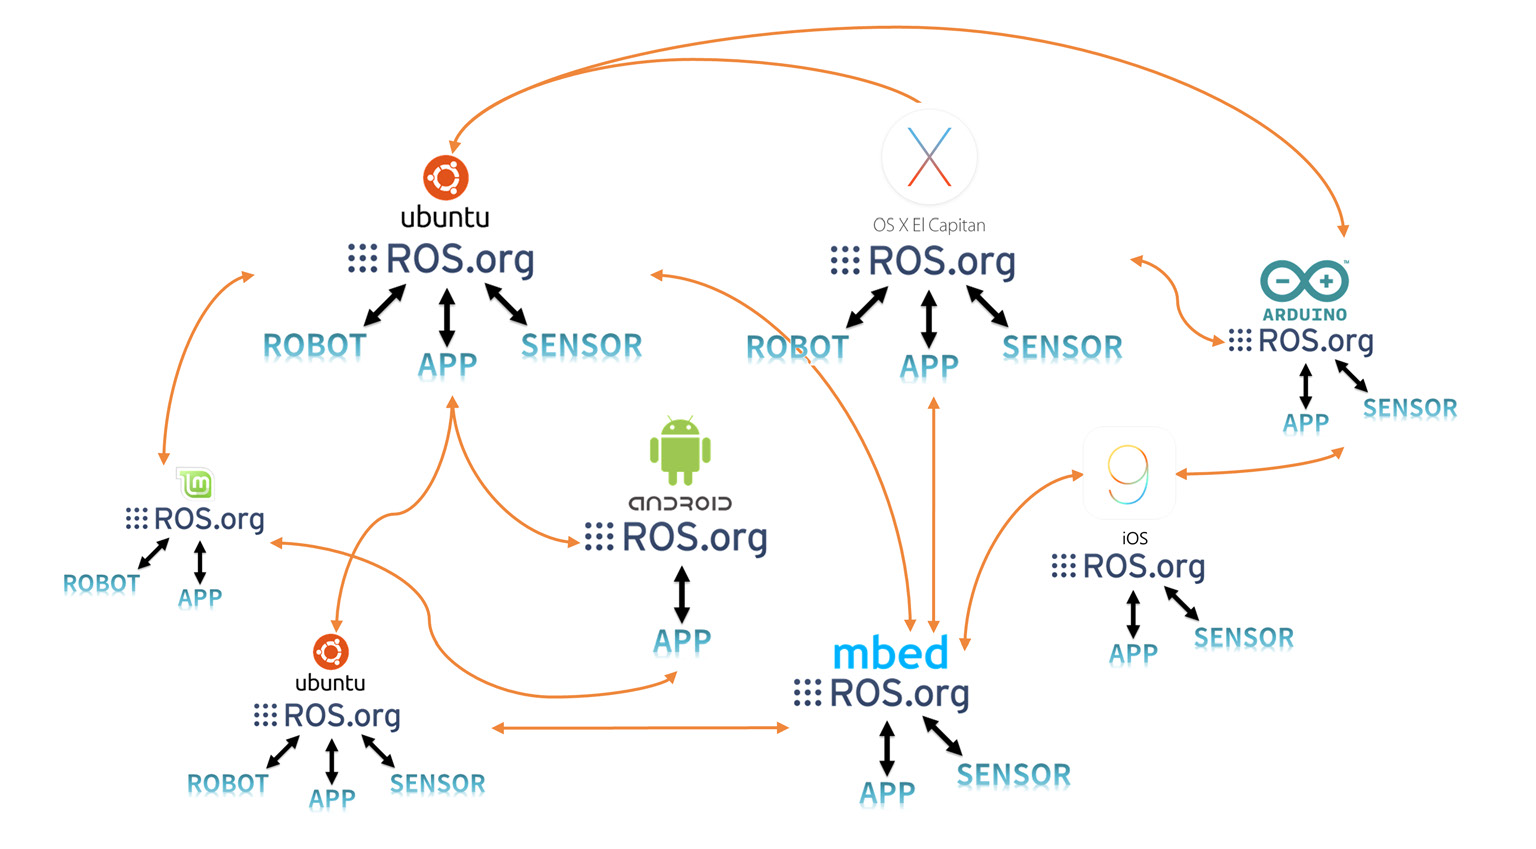 ubuntu
ROS.org
ROBOT
APP
SENSOR
X
OS X El Capitan
ROS.org
ROBOT
APP
SENSOR
ARDUINO™
ROS.org
APP
SENSOR
lm
ROS.org
ROBOT
APP
ANDROID
ROS.org
APP
9
iOS
ROS.org
APP
SENSOR
ubuntu
ROS.org
ROBOT
APP
SENSOR
mbed
ROS.org
APP
SENSOR